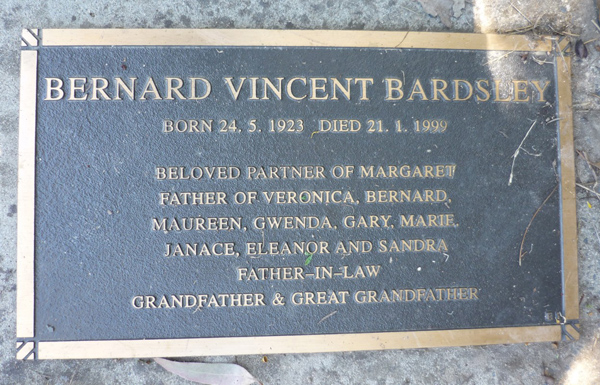 BERNARD VINCENT BARDSLEY
BORN 24. 5. 1923 DIED 21. 1. 1999
BELOVED PARTNER OF MARGARET
FATHER OF VERONICA, BERNARD,
MAUREEN, GWENDA, GARY, MARIE,
JANACE, ELEANOR AND SANDRA
FATHER-IN-LAW
GRANDFATHER & GREAT GRANDFATHER